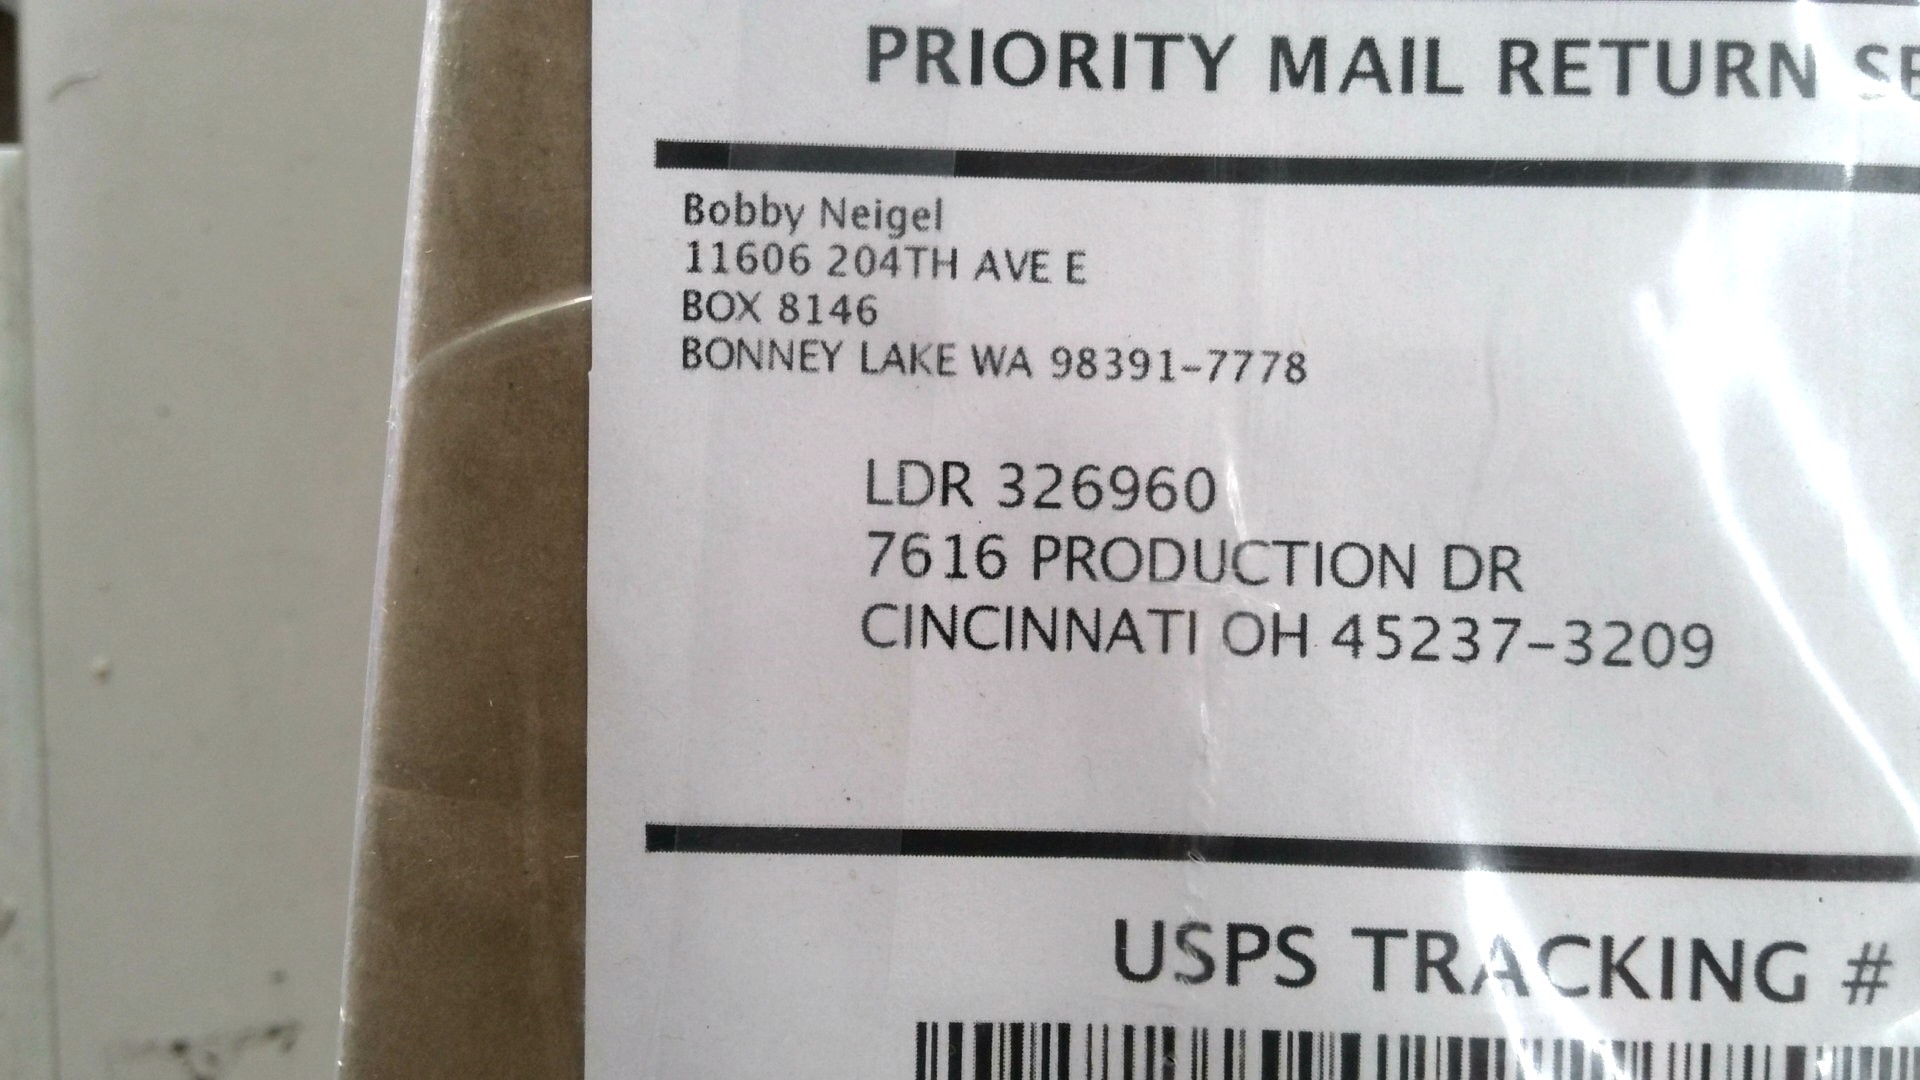 PRIORITY MAIL RETURN
Bobby Neigel
11606 204TH AVE E
BOX 8146
BONNEY LAKE WA 98391-7778
LDR 326960
7616 PRODUCTION DR
CINCINNATI OH 45237-3209
USPS TRACKING #